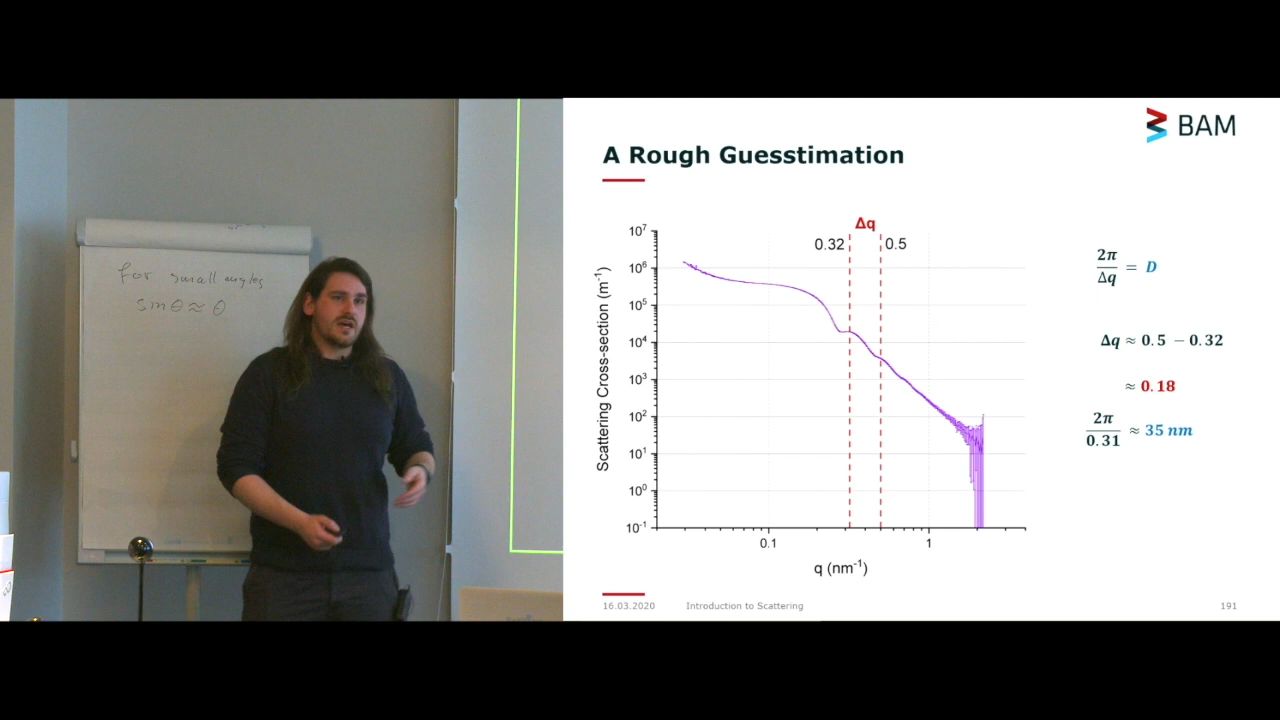 for small angles
sinθ≈θ
BAM
A Rough Guesstimation
Δq
0.32
0.5
10⁷
10⁶
10⁵
10⁴
10³
10²
10¹
10⁰
10⁻¹
Scattering Cross-section (m⁻¹)
0.1
1
q (nm⁻¹)
2π/Δq = D
Δq ≈ 0.5 − 0.32
≈ 0.18
2π/0.31 ≈ 35 nm
16.03.2020
Introduction to Scattering
191